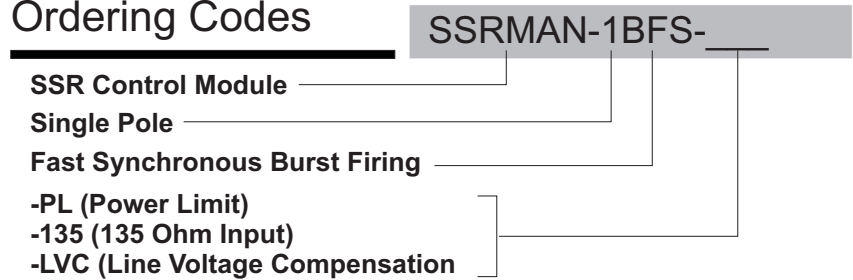 Ordering Codes
SSRMAN-1BFS-___
SSR Control Module
Single Pole
Fast Synchronous Burst Firing
-PL (Power Limit)
-135 (135 Ohm Input)
-LVC (Line Voltage Compensation